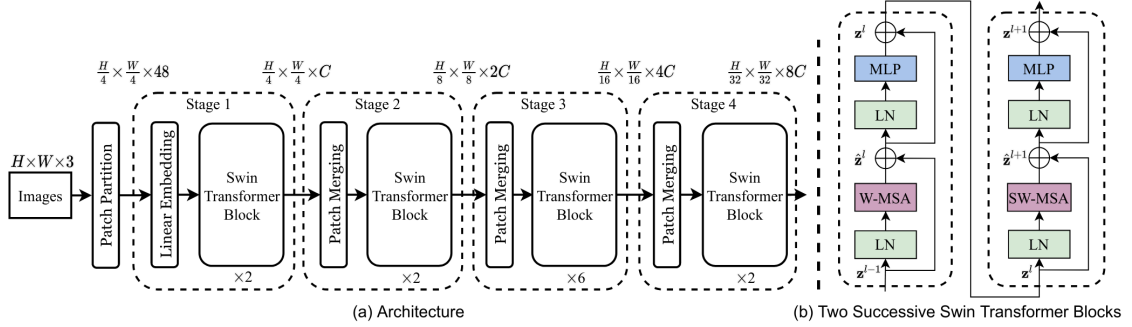 H×W×3
Images
H/4 × W/4 × 48
Patch Partition
H/4 × W/4 × C
Stage 1
Linear Embedding
Swin
Transformer
Block
×2
H/8 × W/8 × 2C
Stage 2
Patch Merging
Swin
Transformer
Block
×2
H/16 × W/16 × 4C
Stage 3
Patch Merging
Swin
Transformer
Block
×6
H/32 × W/32 × 8C
Stage 4
Patch Merging
Swin
Transformer
Block
×2
(a) Architecture
z^l
MLP
LN
ẑ^l
W-MSA
LN
z^{l-1}
z^{l+1}
MLP
LN
ẑ^{l+1}
SW-MSA
LN
z^l
(b) Two Successive Swin Transformer Blocks